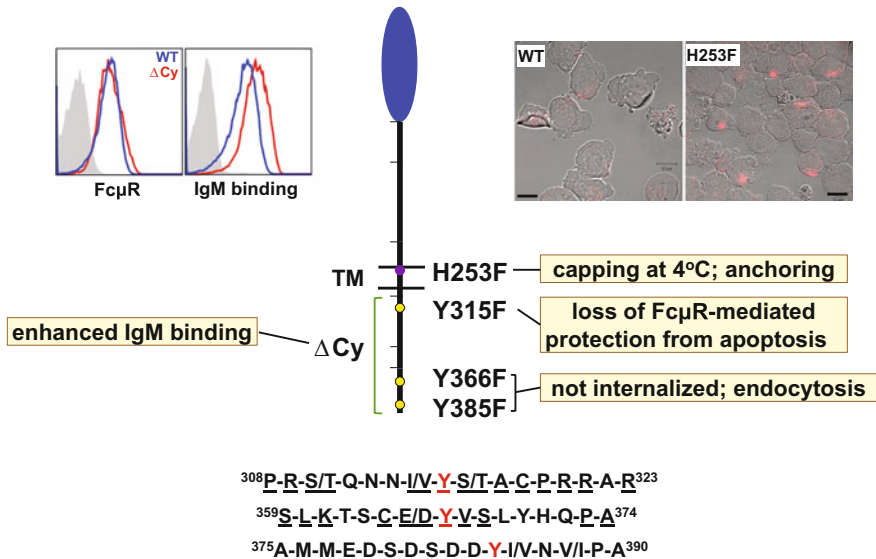 WT
ΔCy
FcμR
IgM binding
WT
H253F
TM
H253F
capping at 4°C; anchoring
Y315F
loss of FcμR-mediated
protection from apoptosis
enhanced IgM binding
ΔCy
Y366F
Y385F
not internalized; endocytosis
³⁰⁸P-R-S/T-Q-N-N-I/V-Y-S/T-A-C-P-R-R-A-R³²³
³⁵⁹S-L-K-T-S-C-E/D-Y-V-S-L-Y-H-Q-P-A³⁷⁴
³⁷⁵A-M-M-E-D-S-D-S-D-D-Y-I/V-N-V/I-P-A³⁹⁰